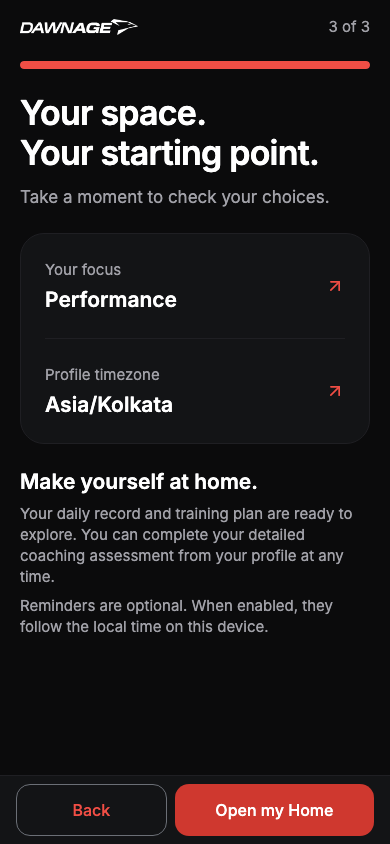 DAWNAGE
3 of 3
Your space.
Your starting point.
Take a moment to check your choices.
Your focus
Performance
Profile timezone
Asia/Kolkata
Make yourself at home.
Your daily record and training plan are ready to
explore. You can complete your detailed
coaching assessment from your profile at any
time.
Reminders are optional. When enabled, they
follow the local time on this device.
Back
Open my Home